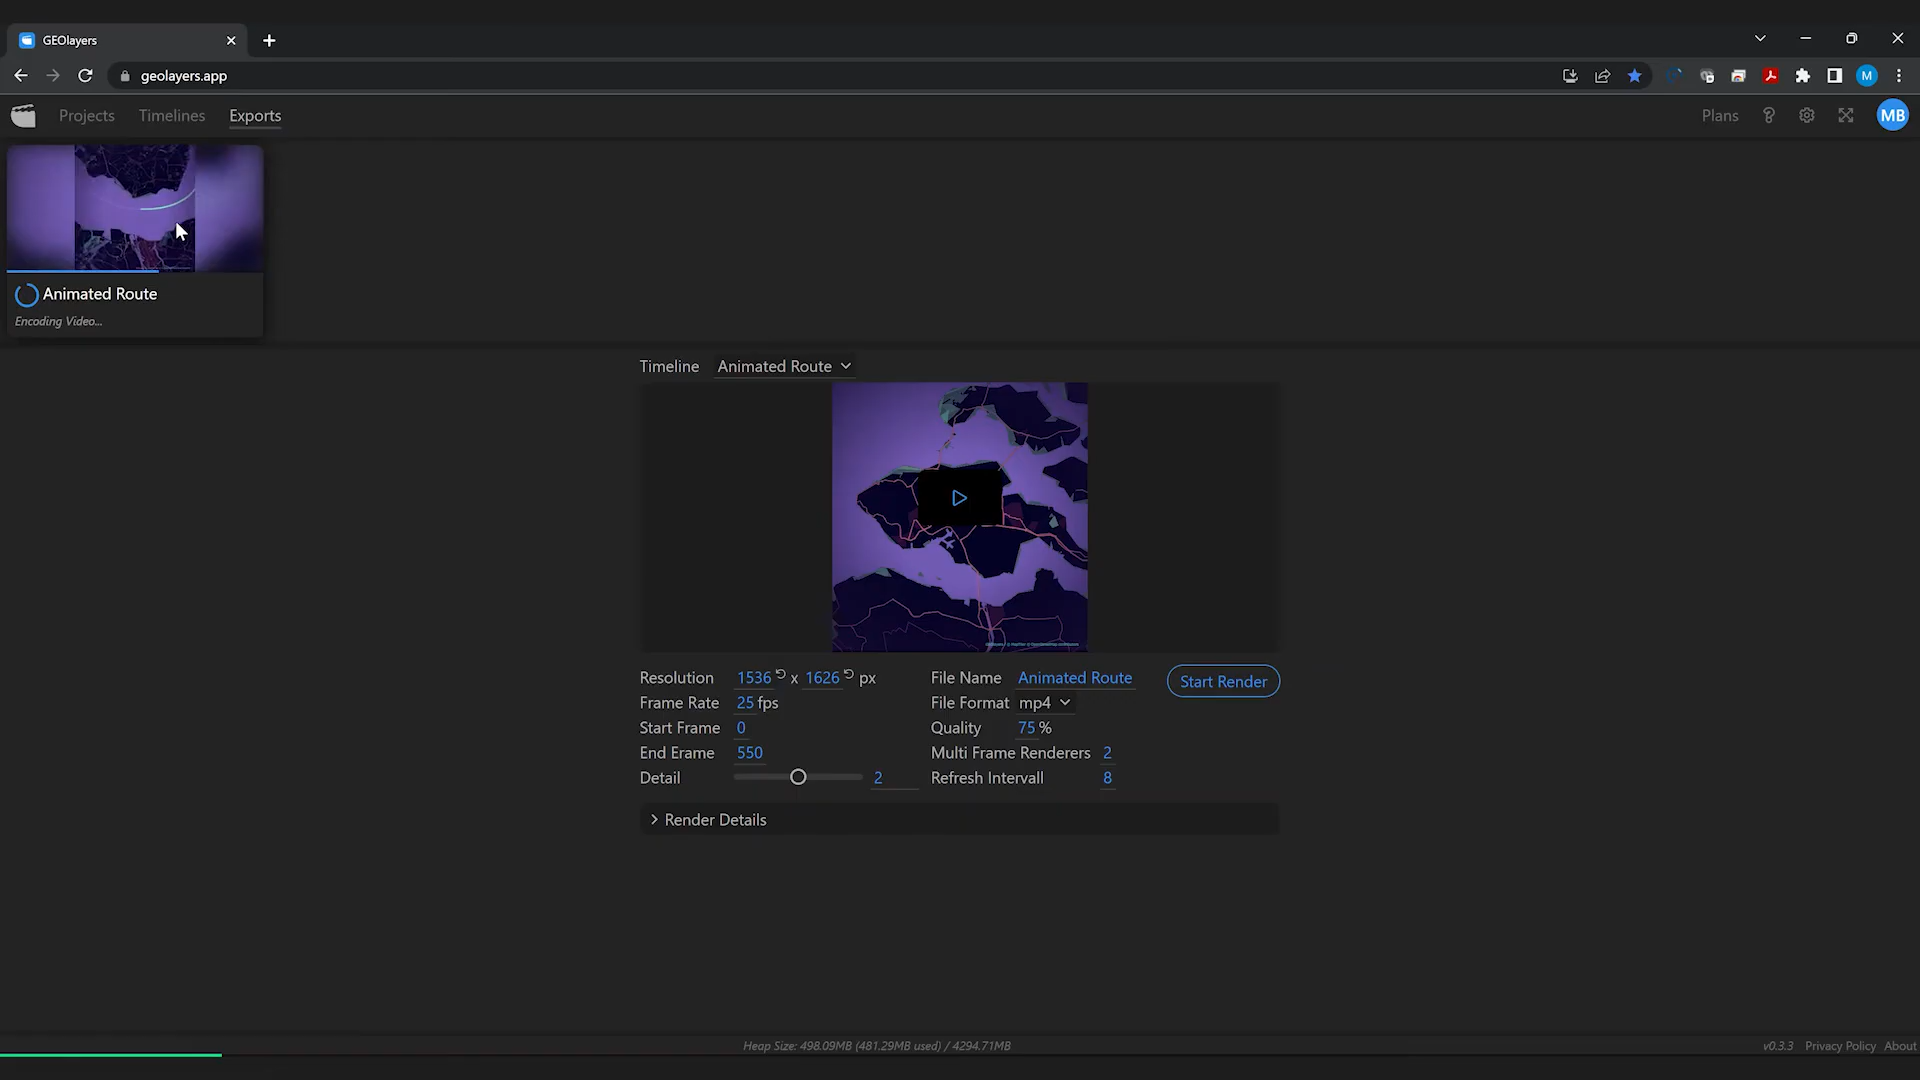 GEOlayers
geolayers.app
M
Projects Timelines Exports Plans MB
Animated Route
Encoding Video...
Timeline Animated Route
Resolution 1536 x 1626 px
Frame Rate 25 fps
Start Frame 0
End Frame 550
Detail 2
File Name Animated Route
File Format mp4
Quality 75 %
Multi Frame Renderers 2
Refresh Intervall 8
Start Render
Render Details
Heap Size: 498.09MB (481.29MB used) / 4294.71MB
v0.3.3 Privacy Policy About